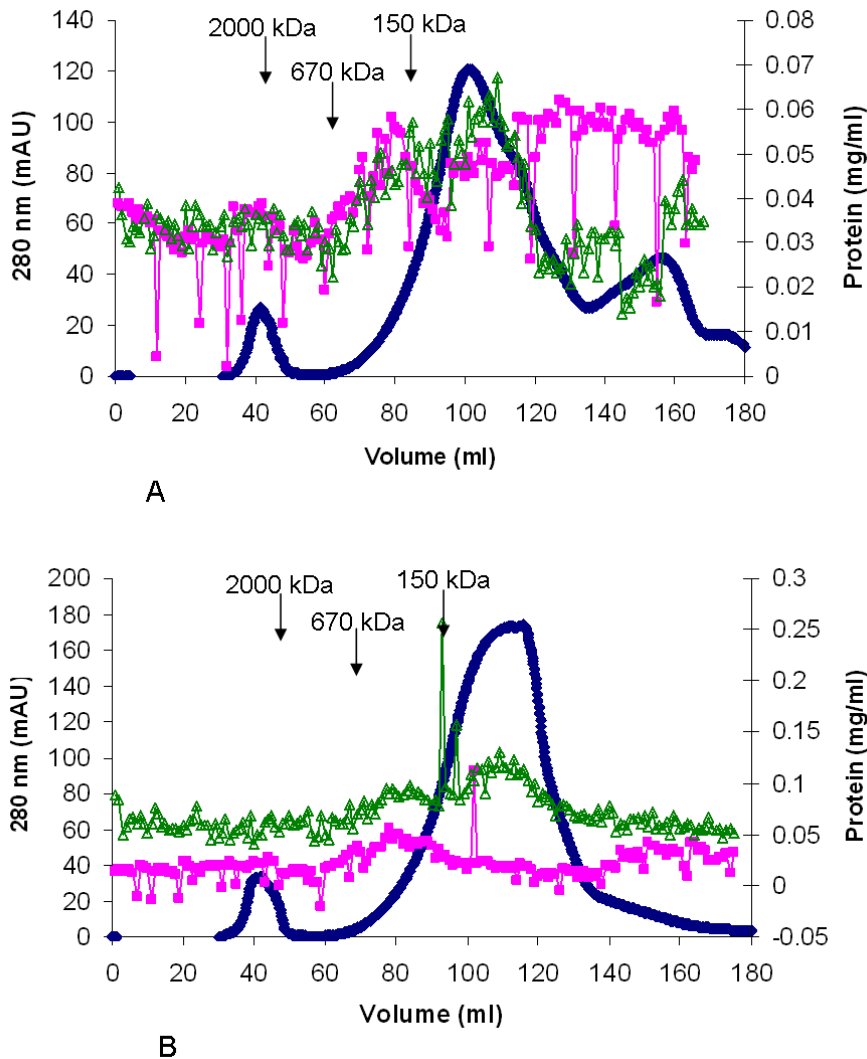 140
120
100
80
60
40
20
0
280 nm (mAU)
2000 kDa
670 kDa
150 kDa
0.08
0.07
0.06
0.05
0.04
0.03
0.02
0.01
0
Protein (mg/ml)
0 20 40 60 80 100 120 140 160 180
Volume (ml)
A
200
180
160
140
120
100
80
60
40
20
0
280 nm (mAU)
2000 kDa
670 kDa
150 kDa
0.3
0.25
0.2
0.15
0.1
0.05
0
-0.05
Protein (mg/ml)
0 20 40 60 80 100 120 140 160 180
Volume (ml)
B